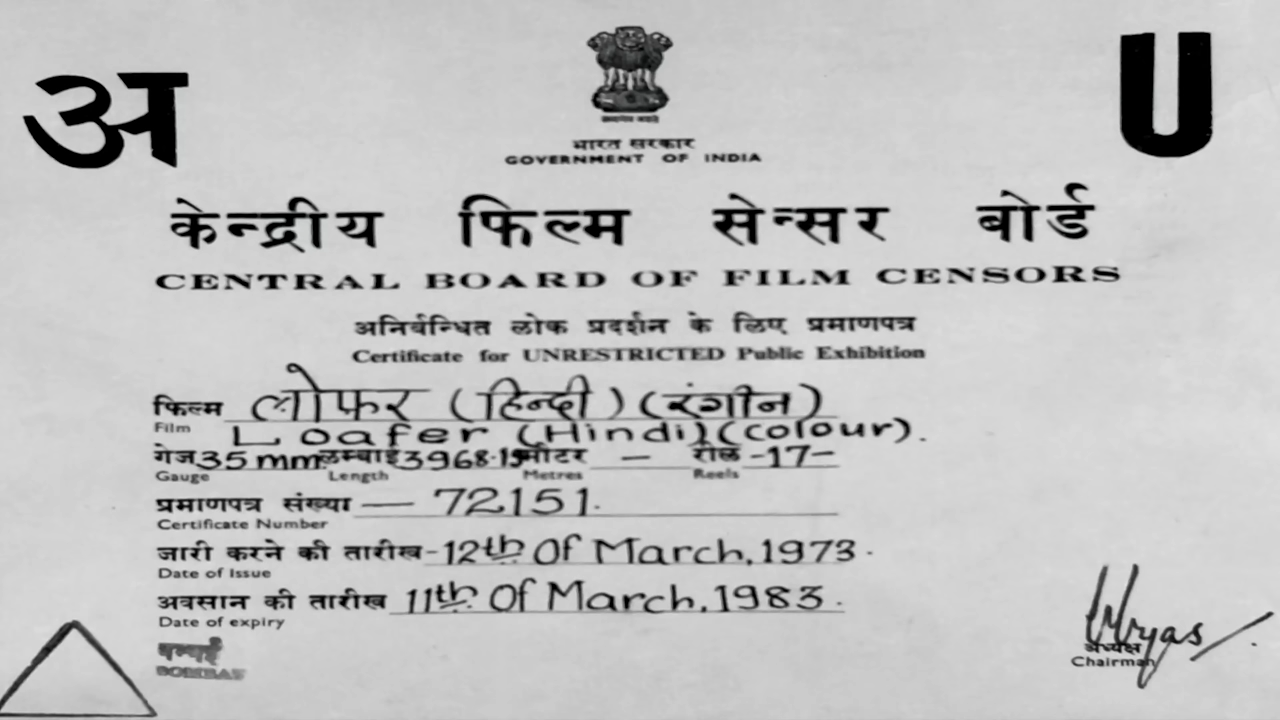 अ
U
भारत सरकार
GOVERNMENT OF INDIA
केन्द्रीय फिल्म सेन्सर बोर्ड
CENTRAL BOARD OF FILM CENSORS
अनिर्बन्धित लोक प्रदर्शन के लिए प्रमाणपत्र
Certificate for UNRESTRICTED Public Exhibition
फिल्म लोफर (हिन्दी) (रंगीन)
Film Loafer (Hindi) (colour).
गेज 35 mm लम्बाई 3968.19 मीटर — रील -17-
Gauge Length Metres Reels
प्रमाणपत्र संख्या — 72151.
Certificate Number
जारी करने की तारीख - 12th Of March, 1973.
Date of Issue
अवसान की तारीख 11th Of March, 1983.
Date of expiry
बम्बई
BOMBAY
अध्यक्ष
Chairman